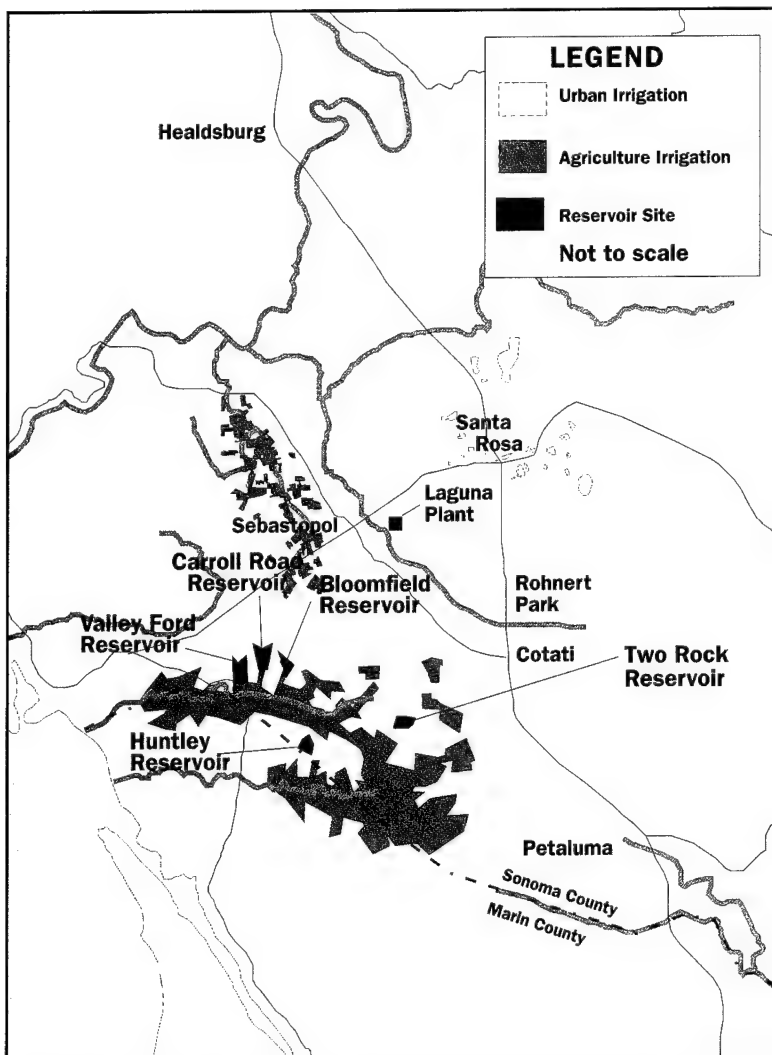 LEGEND
Urban Irrigation
Agriculture Irrigation
Reservoir Site
Not to scale
Healdsburg
Santa
Rosa
Laguna
Plant
Sebastopol
Carroll Road
Reservoir
Bloomfield
Reservoir
Rohnert
Park
Valley Ford
Reservoir
Cotati
Two Rock
Reservoir
Huntley
Reservoir
Petaluma
Sonoma County
Marin County